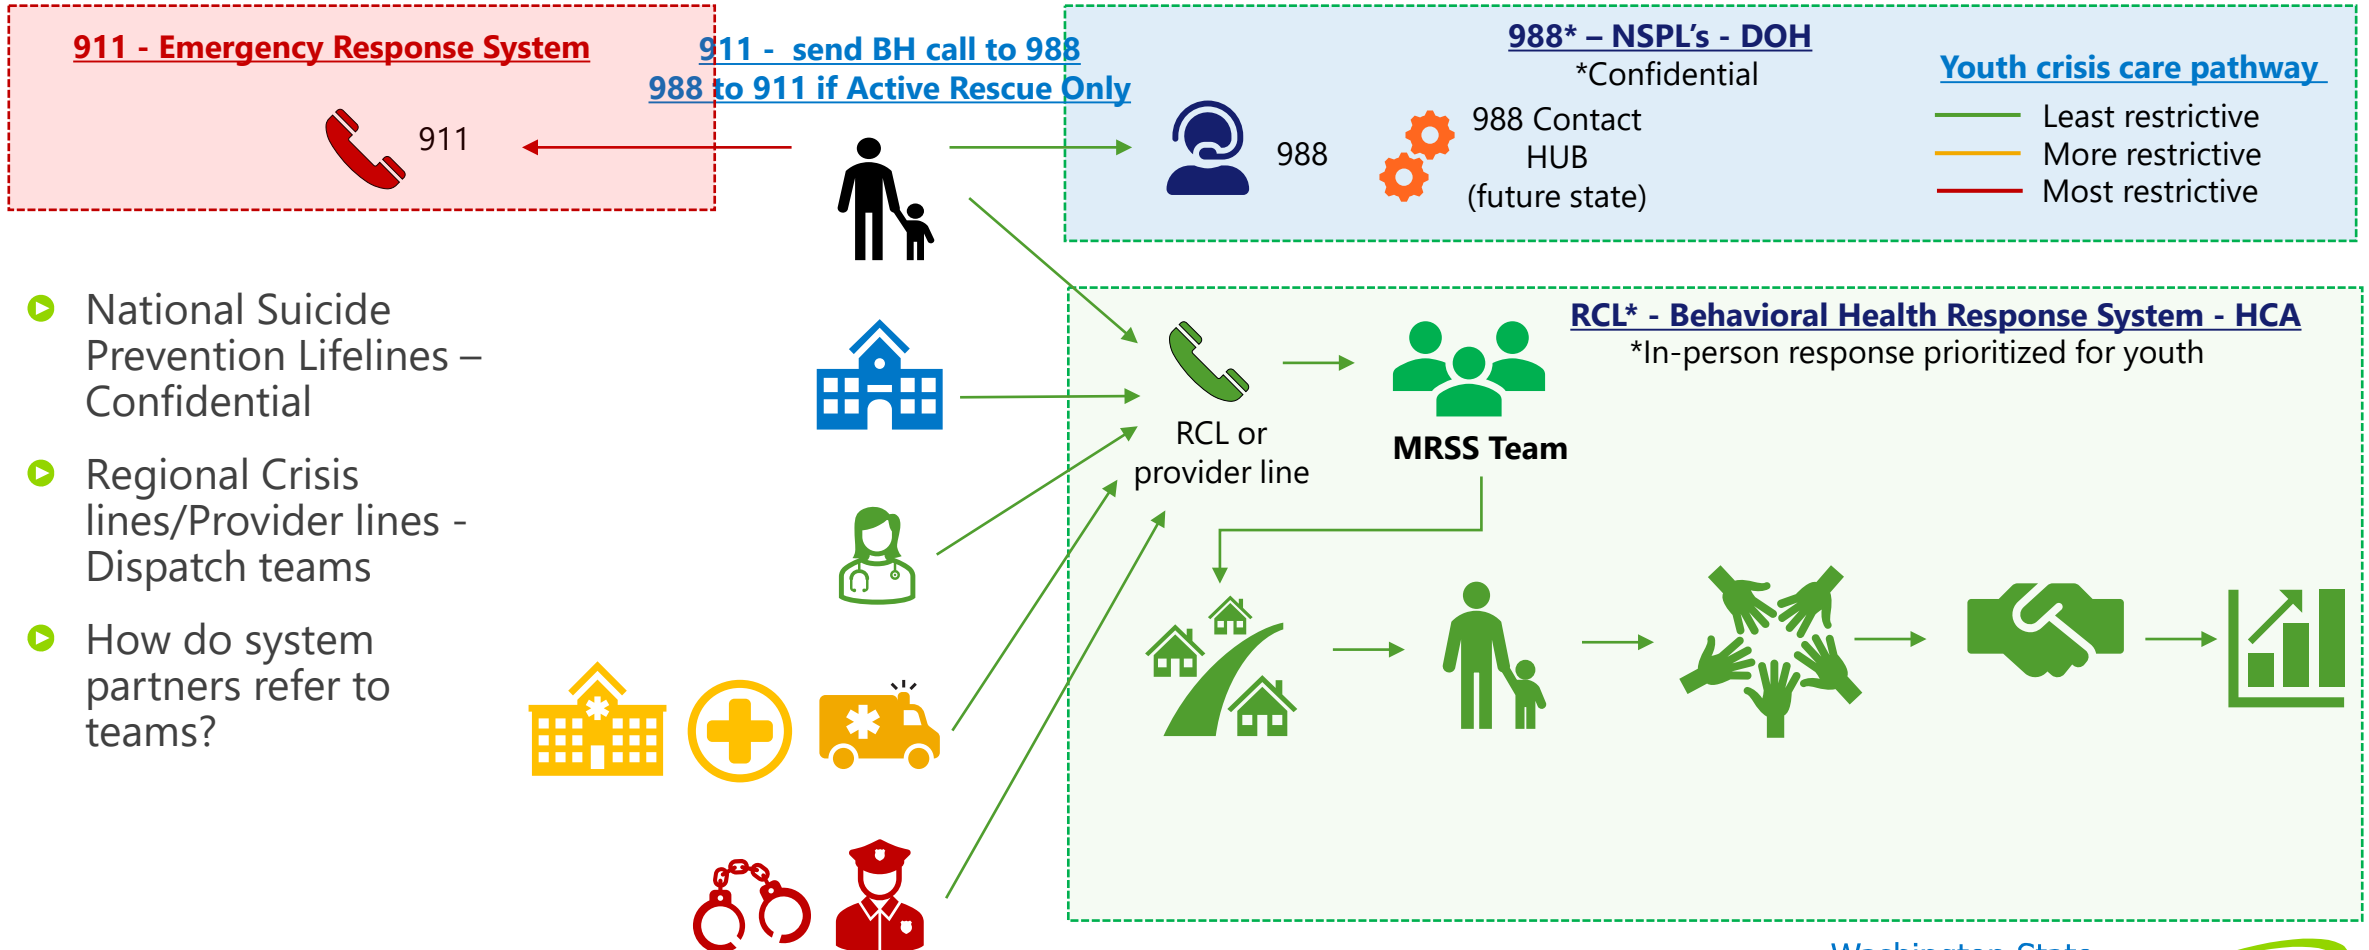 911 - Emergency Response System
911
911 - send BH call to 988
988 to 911 if Active Rescue Only
988* – NSPL's - DOH
*Confidential
988
988 Contact
HUB
(future state)
Youth crisis care pathway
Least restrictive
More restrictive
Most restrictive
National Suicide
Prevention Lifelines –
Confidential
Regional Crisis
lines/Provider lines -
Dispatch teams
How do system
partners refer to
teams?
RCL* - Behavioral Health Response System - HCA
*In-person response prioritized for youth
RCL or
provider line
MRSS Team
Washington State